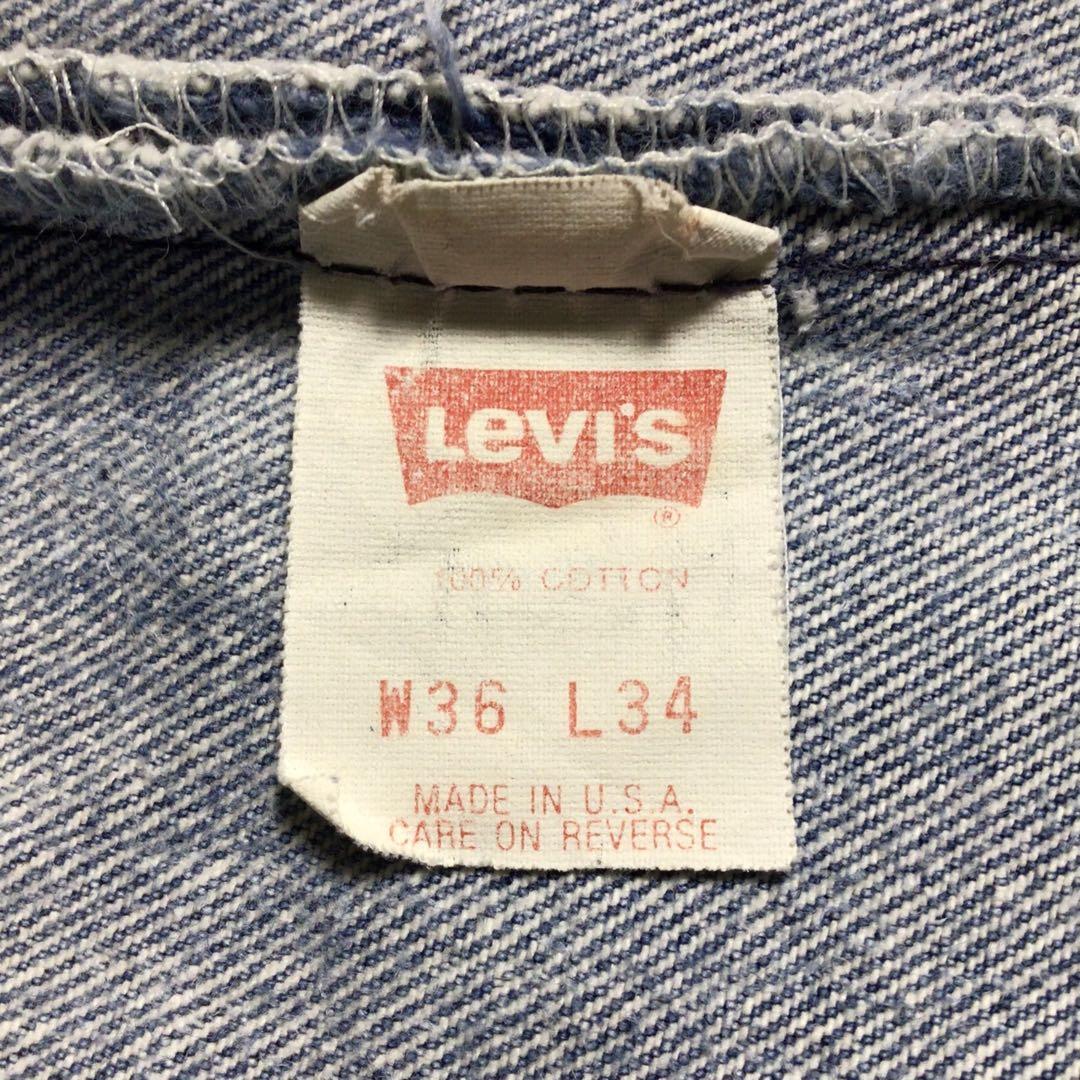 Levi's
®
100% COTTON
W36 L34
MADE IN U.S.A.
CARE ON REVERSE